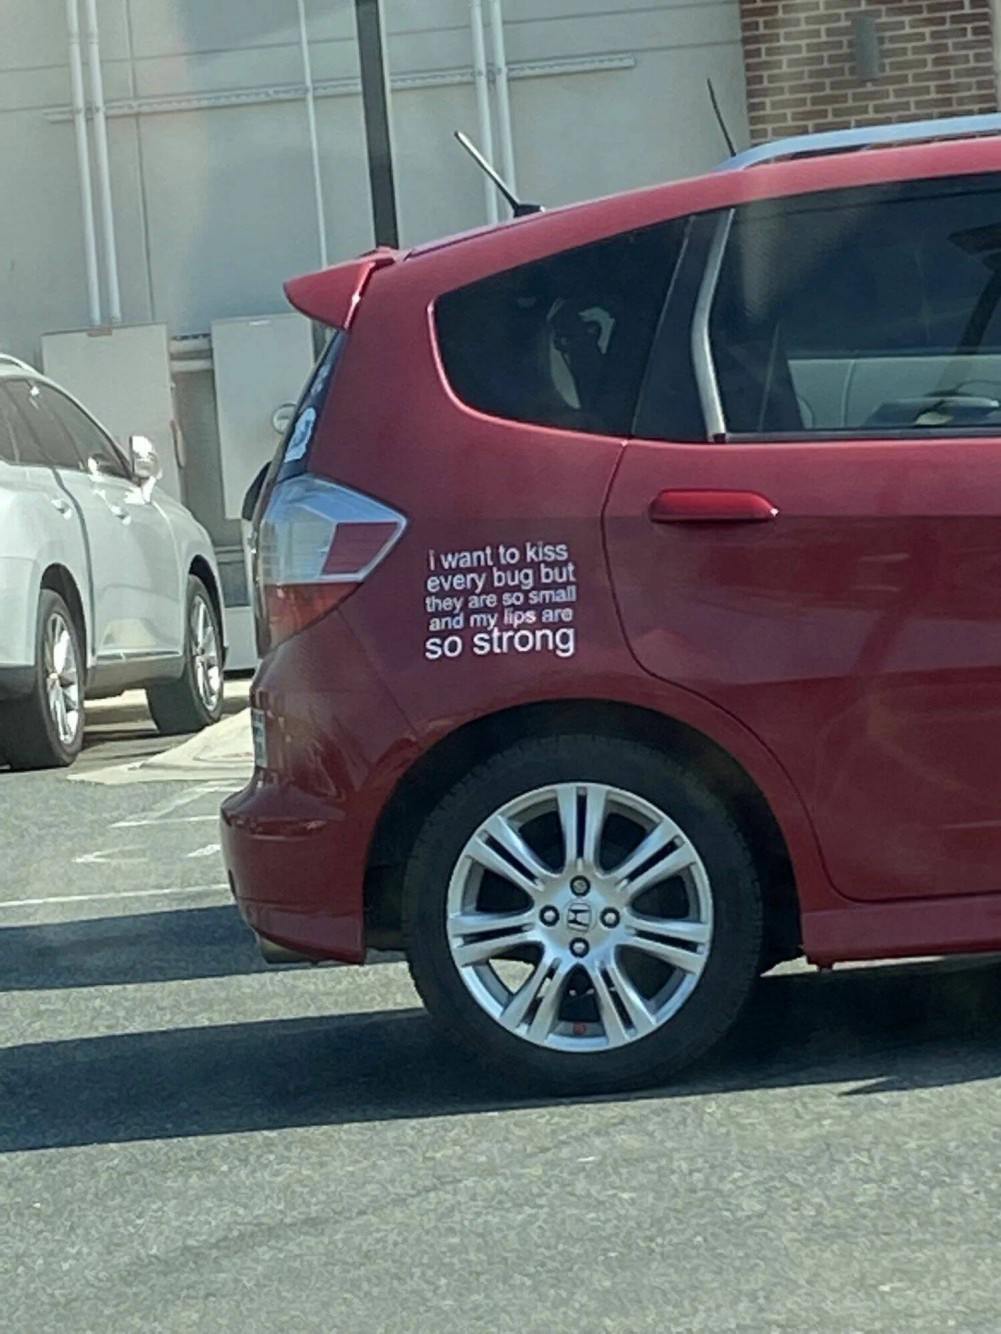 i want to kiss
every bug but
they are so small
and my lips are
so strong